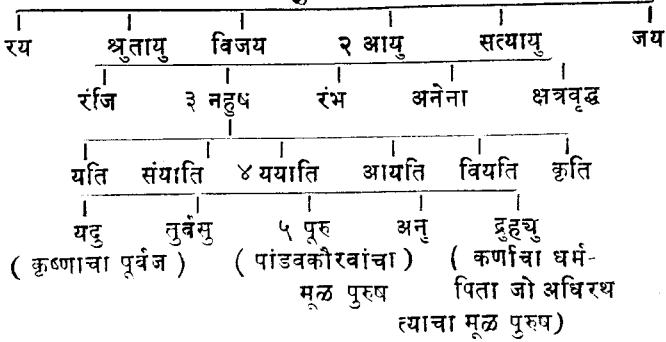 रय श्रुतायु विजय २ आयु सत्यायु जय
रंजि ३ नहुष रंभ अनेना क्षत्रवृद्ध
यति संयाति ४ ययाति आयति वियति कृति
यदु तुर्वसु ५ पूरु अनु द्रुह्यु
( कृष्णाचा पूर्वज ) ( पांडवकौरवांचा ) ( कर्णाचा धर्म-
मूळ पुरुष पिता जो अधिरथ
त्याचा मूळ पुरुष)